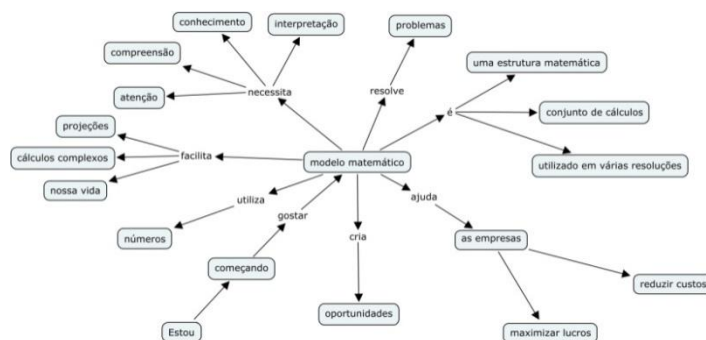 conhecimento
interpretação
problemas
compreensão
uma estrutura matemática
atenção
necessita
resolve
é
conjunto de cálculos
projeções
cálculos complexos
facilita
modelo matemático
utilizado em várias resoluções
nossa vida
utiliza
ajuda
gostar
números
cria
as empresas
começando
reduzir custos
oportunidades
Estou
maximizar lucros